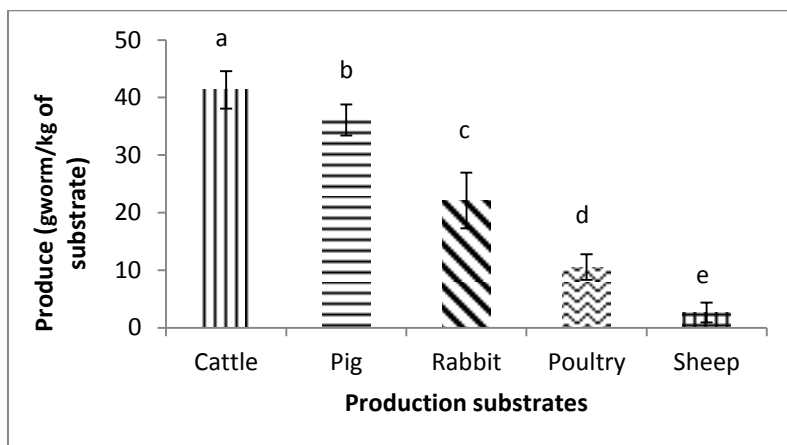 Produce (gworm/kg of
substrate)
50
40
30
20
10
0
a
b
c
d
e
Cattle
Pig
Rabbit
Poultry
Sheep
Production substrates